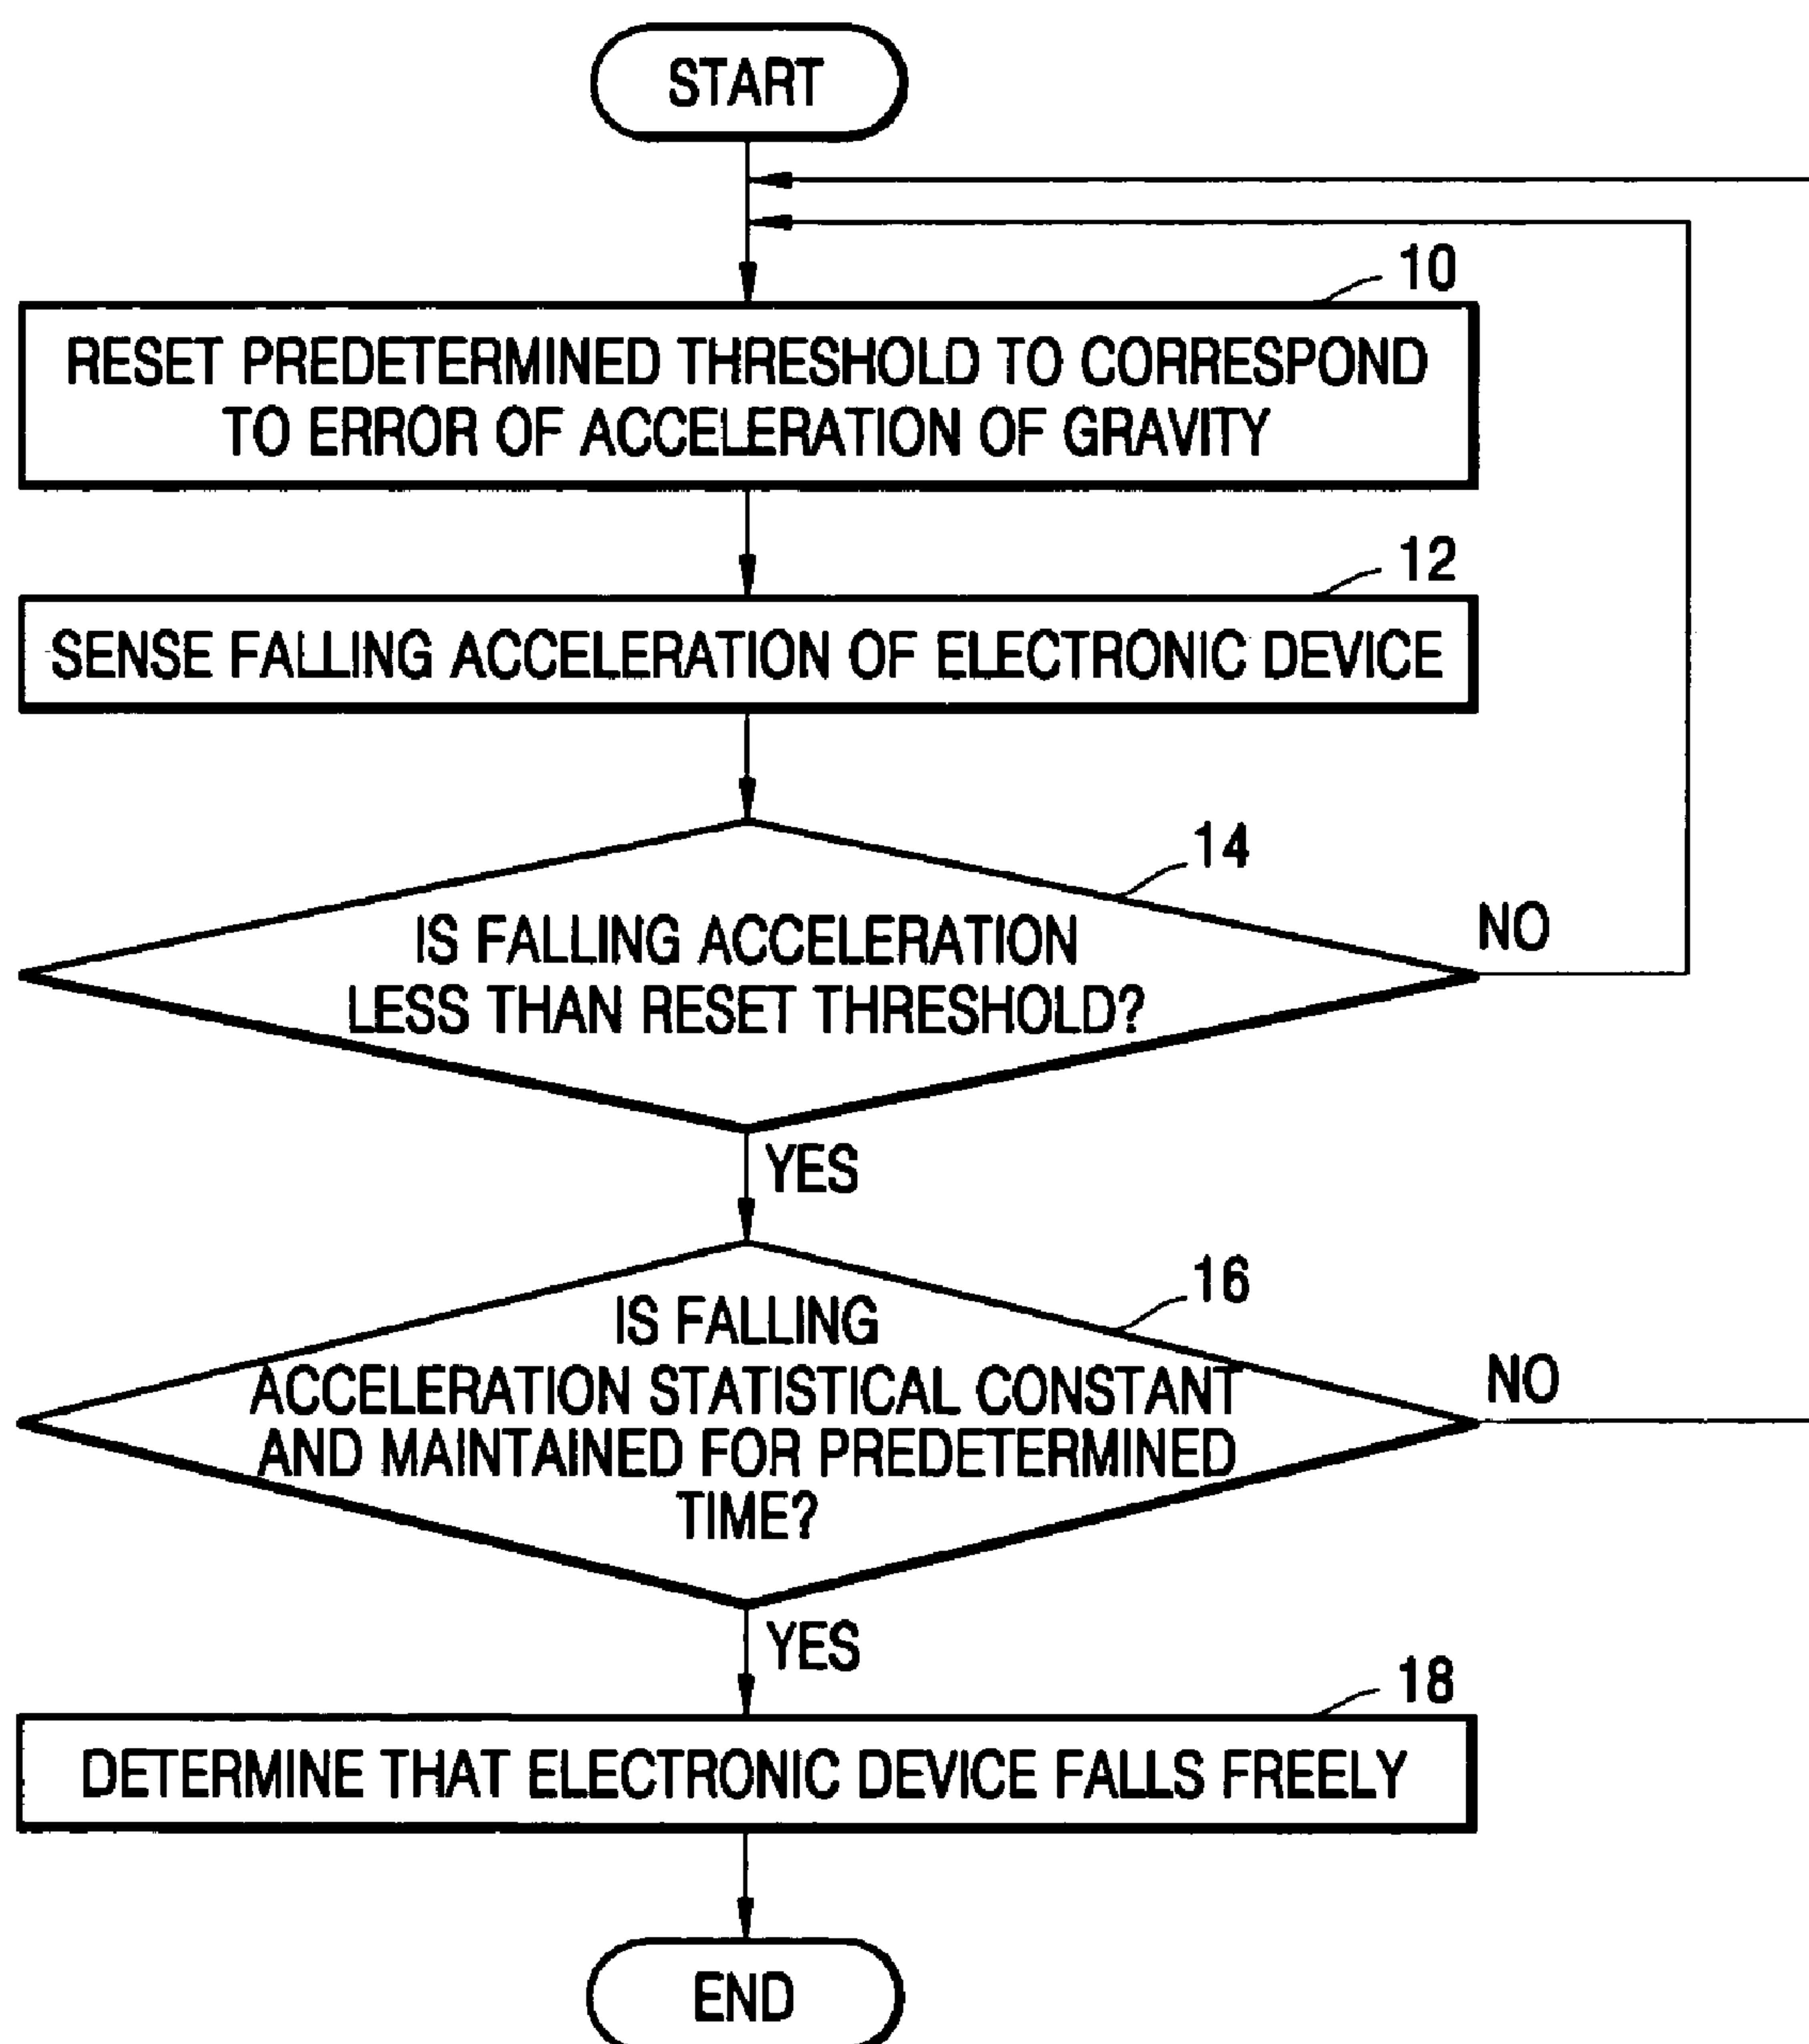 START
10
RESET PREDETERMINED THRESHOLD TO CORRESPOND
TO ERROR OF ACCELERATION OF GRAVITY
12
SENSE FALLING ACCELERATION OF ELECTRONIC DEVICE
14
IS FALLING ACCELERATION
LESS THAN RESET THRESHOLD?
NO
YES
16
IS FALLING
ACCELERATION STATISTICAL CONSTANT
AND MAINTAINED FOR PREDETERMINED
TIME?
NO
YES
18
DETERMINE THAT ELECTRONIC DEVICE FALLS FREELY
END